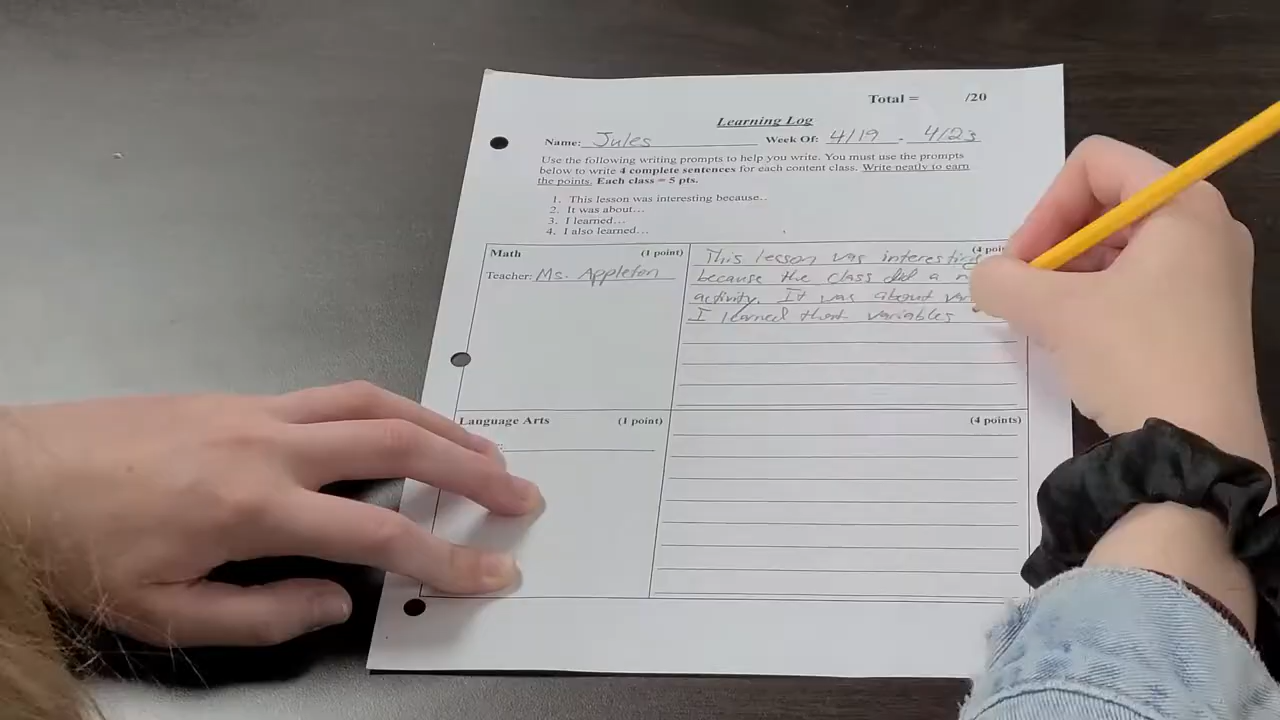 Total = /20
Learning Log
Name: Jules Week Of: 4/19 - 4/23
Use the following writing prompts to help you write. You must use the prompts
below to write 4 complete sentences for each content class. Write neatly to earn
the points. Each class = 5 pts.
1. This lesson was interesting because..
2. It was about...
3. I learned...
4. I also learned...
Math (1 point)
Teacher: Ms. Appleton
This lesson was interesting
because the class did a
activity. It was about
I learned that variables
Language Arts (1 point)
(4 points)